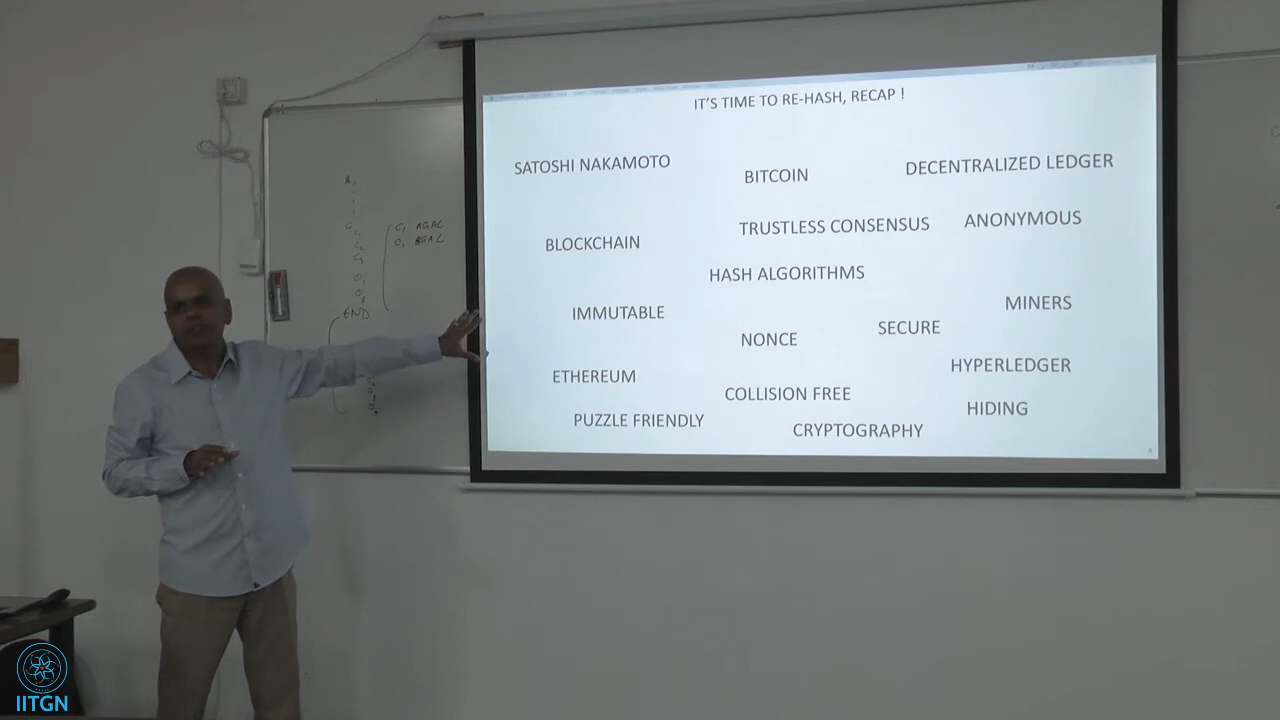 IT'S TIME TO RE-HASH, RECAP !
SATOSHI NAKAMOTO
BITCOIN
DECENTRALIZED LEDGER
BLOCKCHAIN
TRUSTLESS CONSENSUS
ANONYMOUS
HASH ALGORITHMS
IMMUTABLE
NONCE
SECURE
MINERS
ETHEREUM
COLLISION FREE
HYPERLEDGER
PUZZLE FRIENDLY
CRYPTOGRAPHY
HIDING
END
IITGN